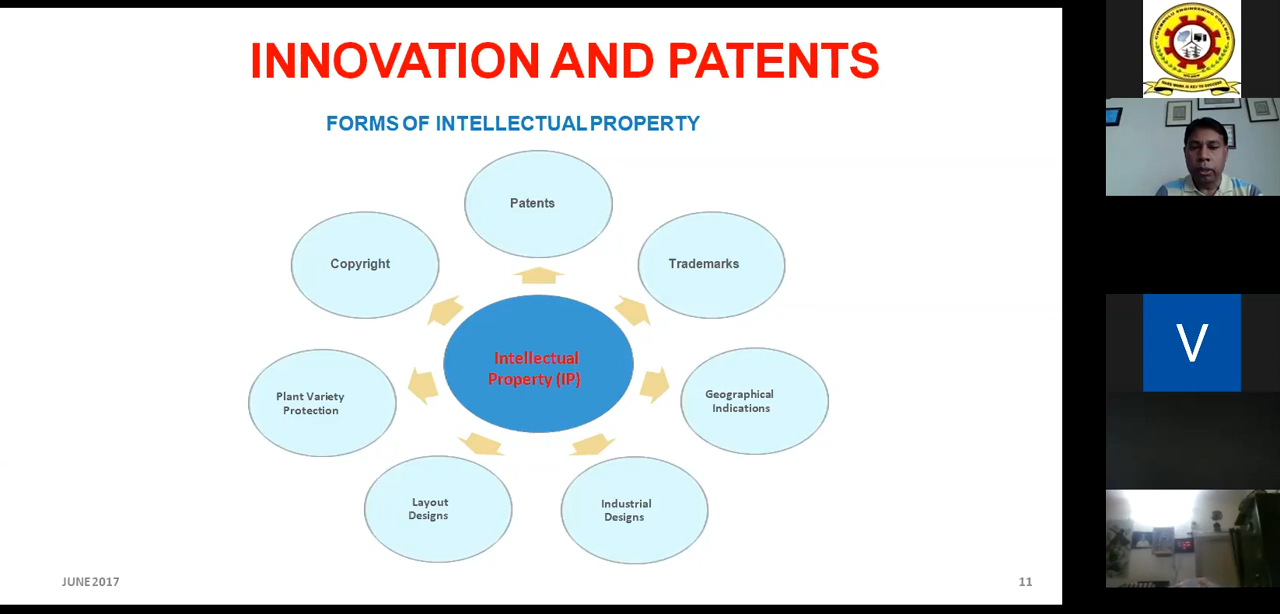 INNOVATION AND PATENTS
FORMS OF INTELLECTUAL PROPERTY
Patents
Copyright
Trademarks
Intellectual
Property (IP)
Plant Variety
Protection
Geographical
Indications
Layout
Designs
Industrial
Designs
JUNE 2017
11
V